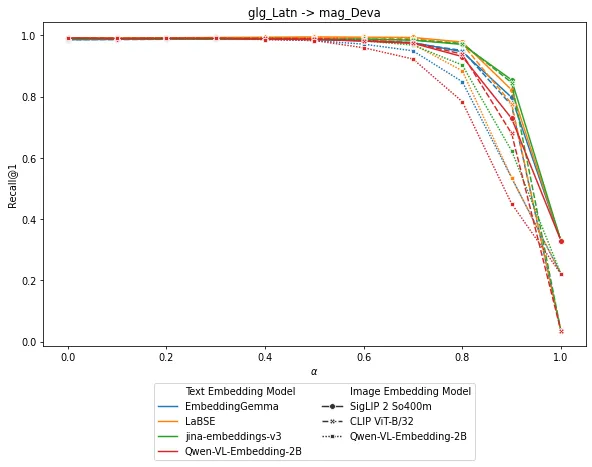 glg_Latn -> mag_Deva
Recall@1
1.0
0.8
0.6
0.4
0.2
0.0
0.0 0.2 0.4 0.6 0.8 1.0
α
Text Embedding Model
EmbeddingGemma
LaBSE
jina-embeddings-v3
Qwen-VL-Embedding-2B
Image Embedding Model
SigLIP 2 So400m
CLIP ViT-B/32
Qwen-VL-Embedding-2B